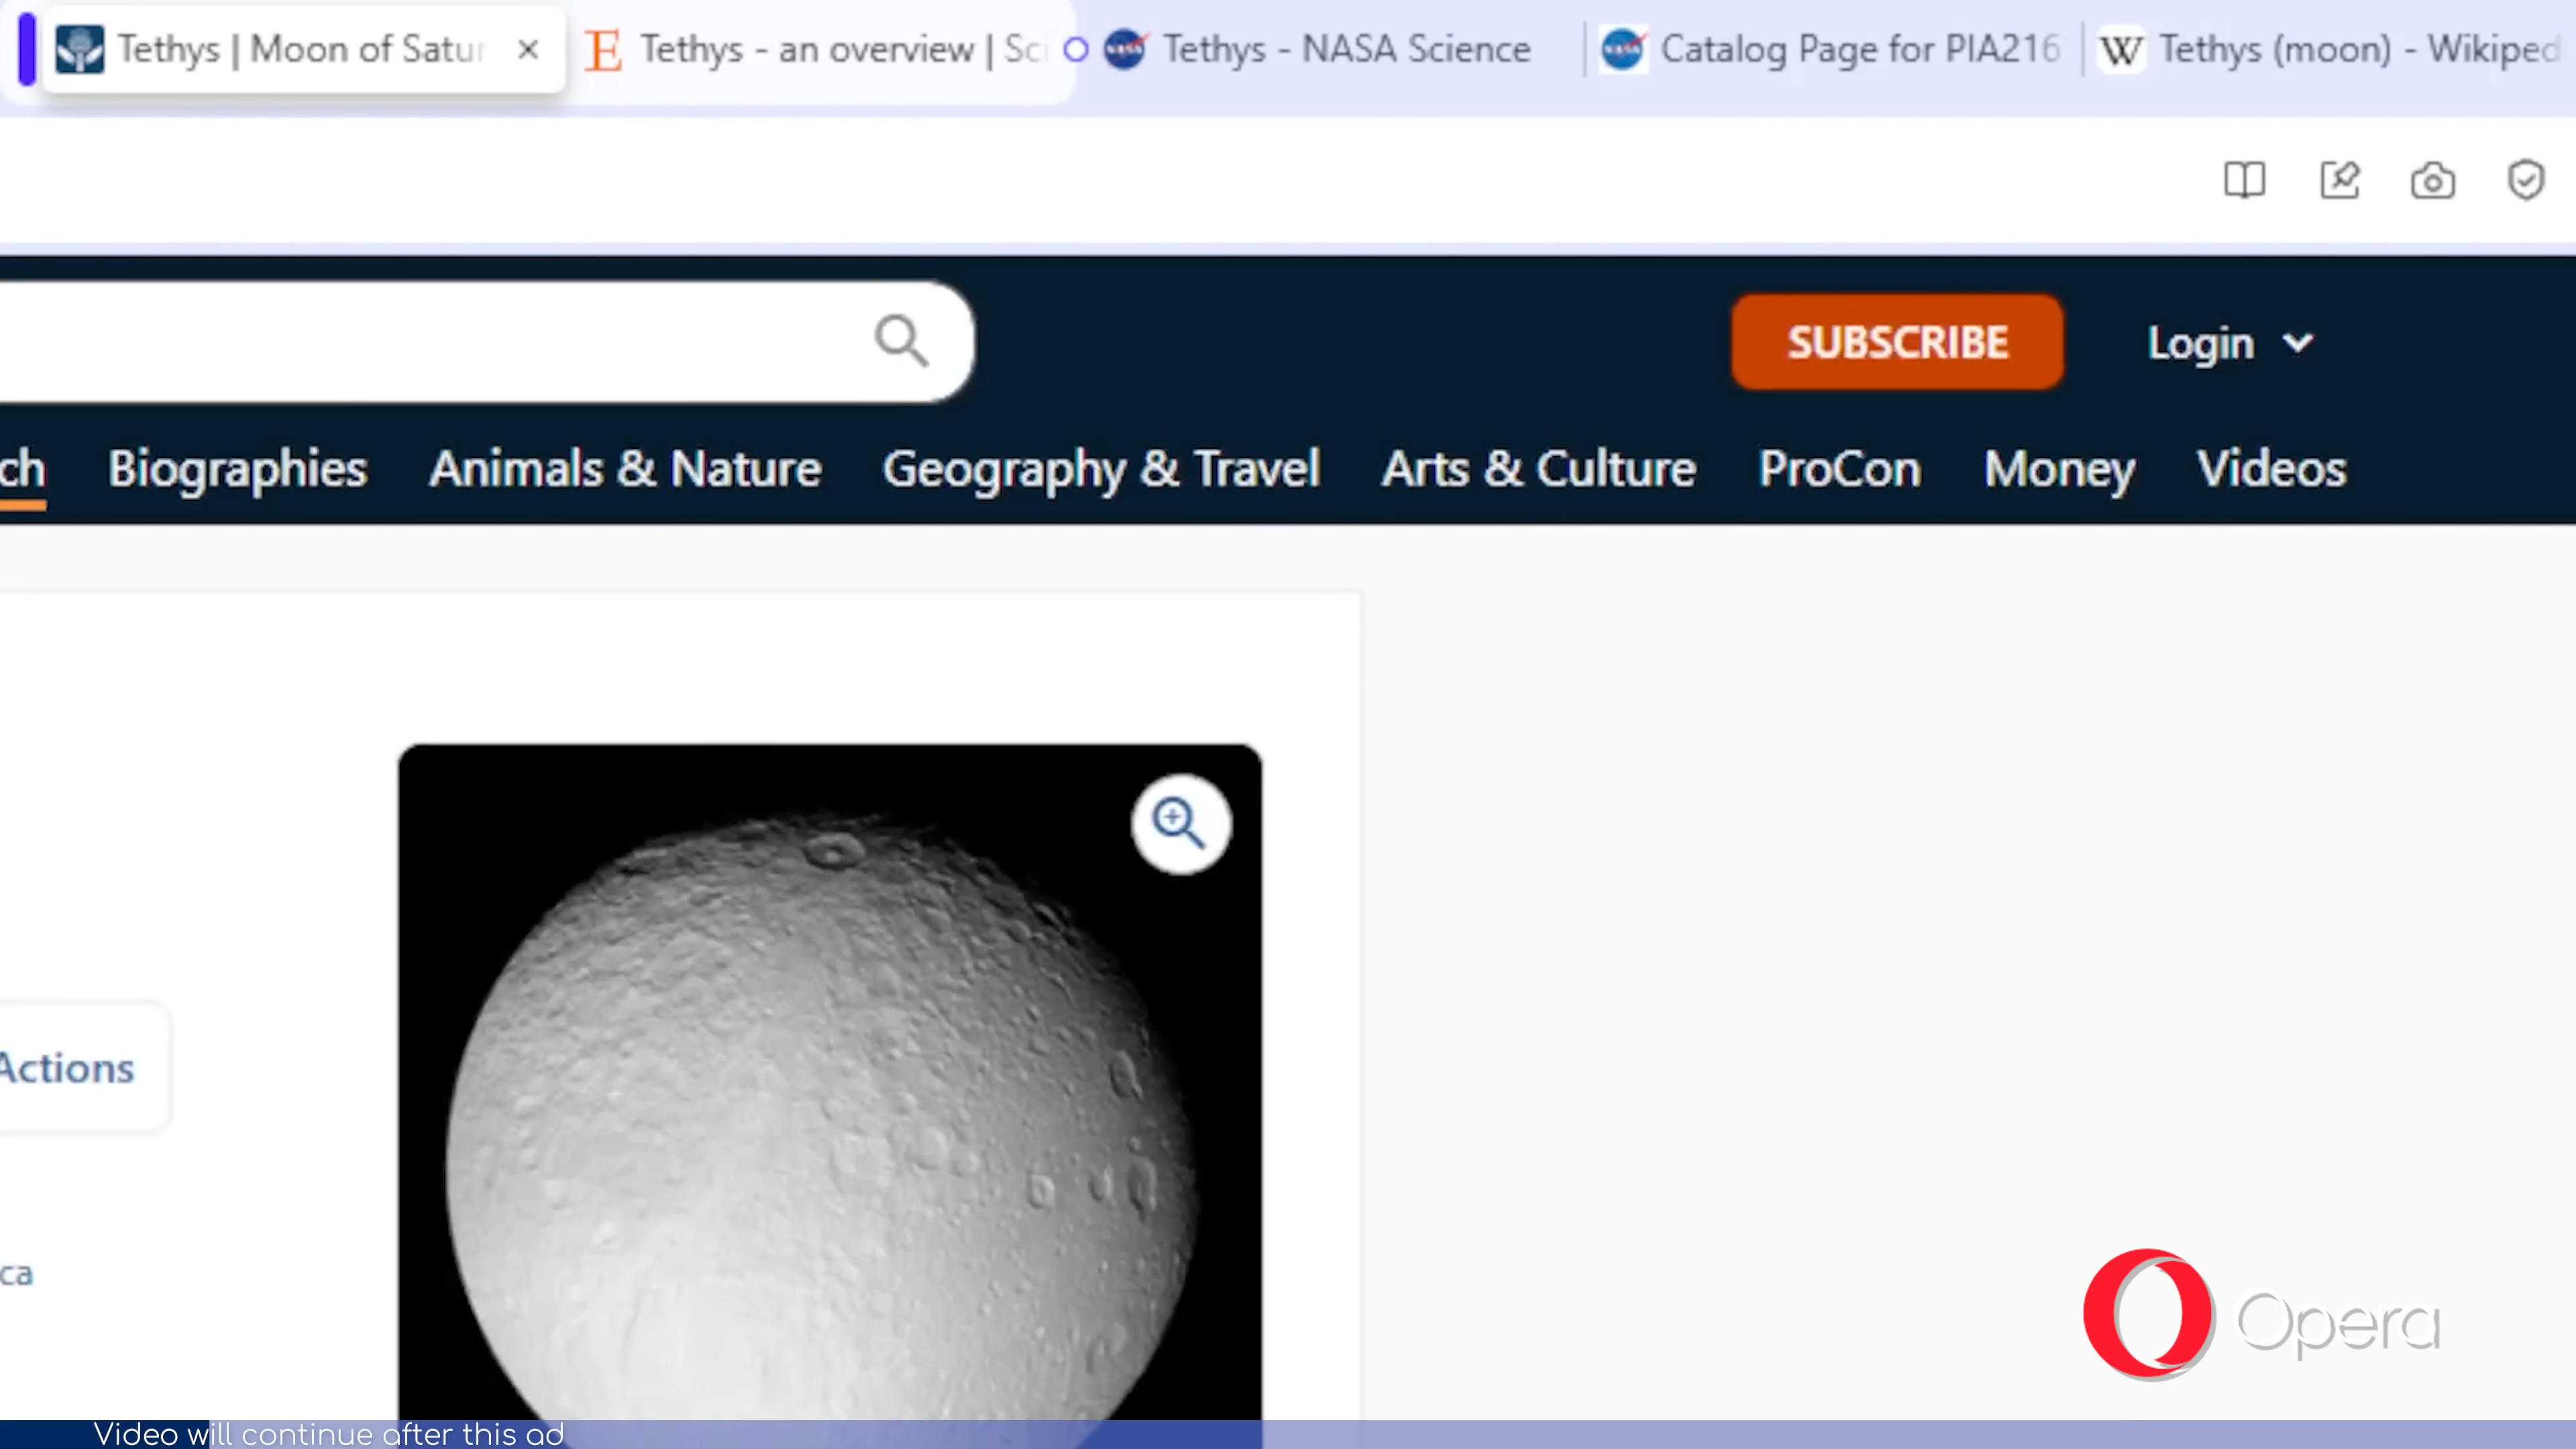 Tethys | Moon of Satur
Tethys - an overview | Sci
Tethys - NASA Science
Catalog Page for PIA216
Tethys (moon) - Wikiped
SUBSCRIBE
Login
ch Biographies Animals & Nature Geography & Travel Arts & Culture ProCon Money Videos
Actions
ca
Opera
Video will continue after this ad